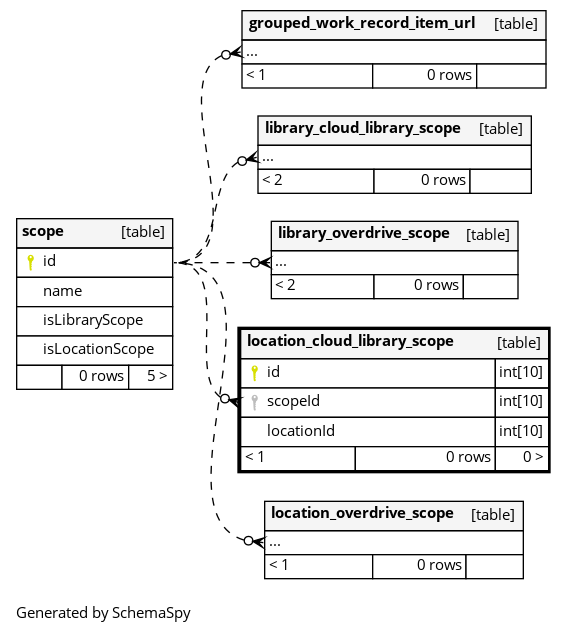 grouped_work_record_item_url [table]
...
< 1 0 rows
library_cloud_library_scope [table]
...
< 2 0 rows
scope [table]
id
name
isLibraryScope
isLocationScope
0 rows 5 >
library_overdrive_scope [table]
...
< 2 0 rows
location_cloud_library_scope [table]
id int[10]
scopeId int[10]
locationId int[10]
< 1 0 rows 0 >
location_overdrive_scope [table]
...
< 1 0 rows
Generated by SchemaSpy